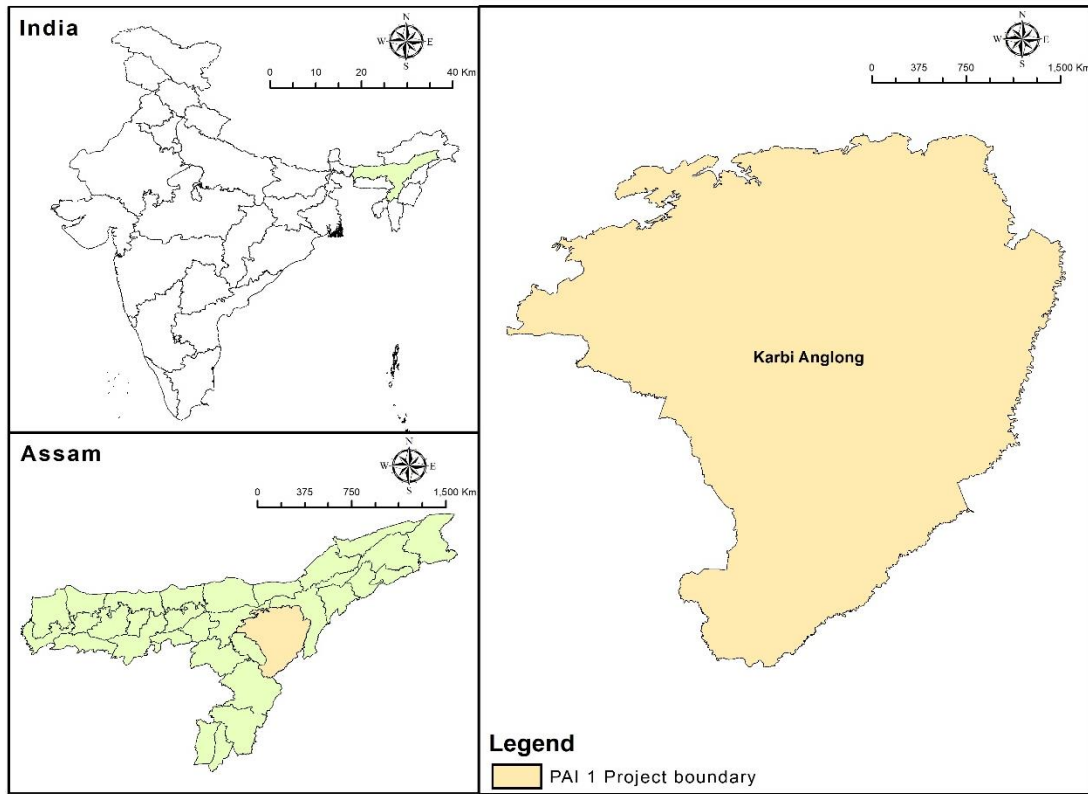 India
N
W E
S
0 10 20 40 Km
Assam
N
W E
S
0 375 750 1,500 Km
N
W E
S
0 375 750 1,500 Km
Karbi Anglong
Legend
PAI 1 Project boundary